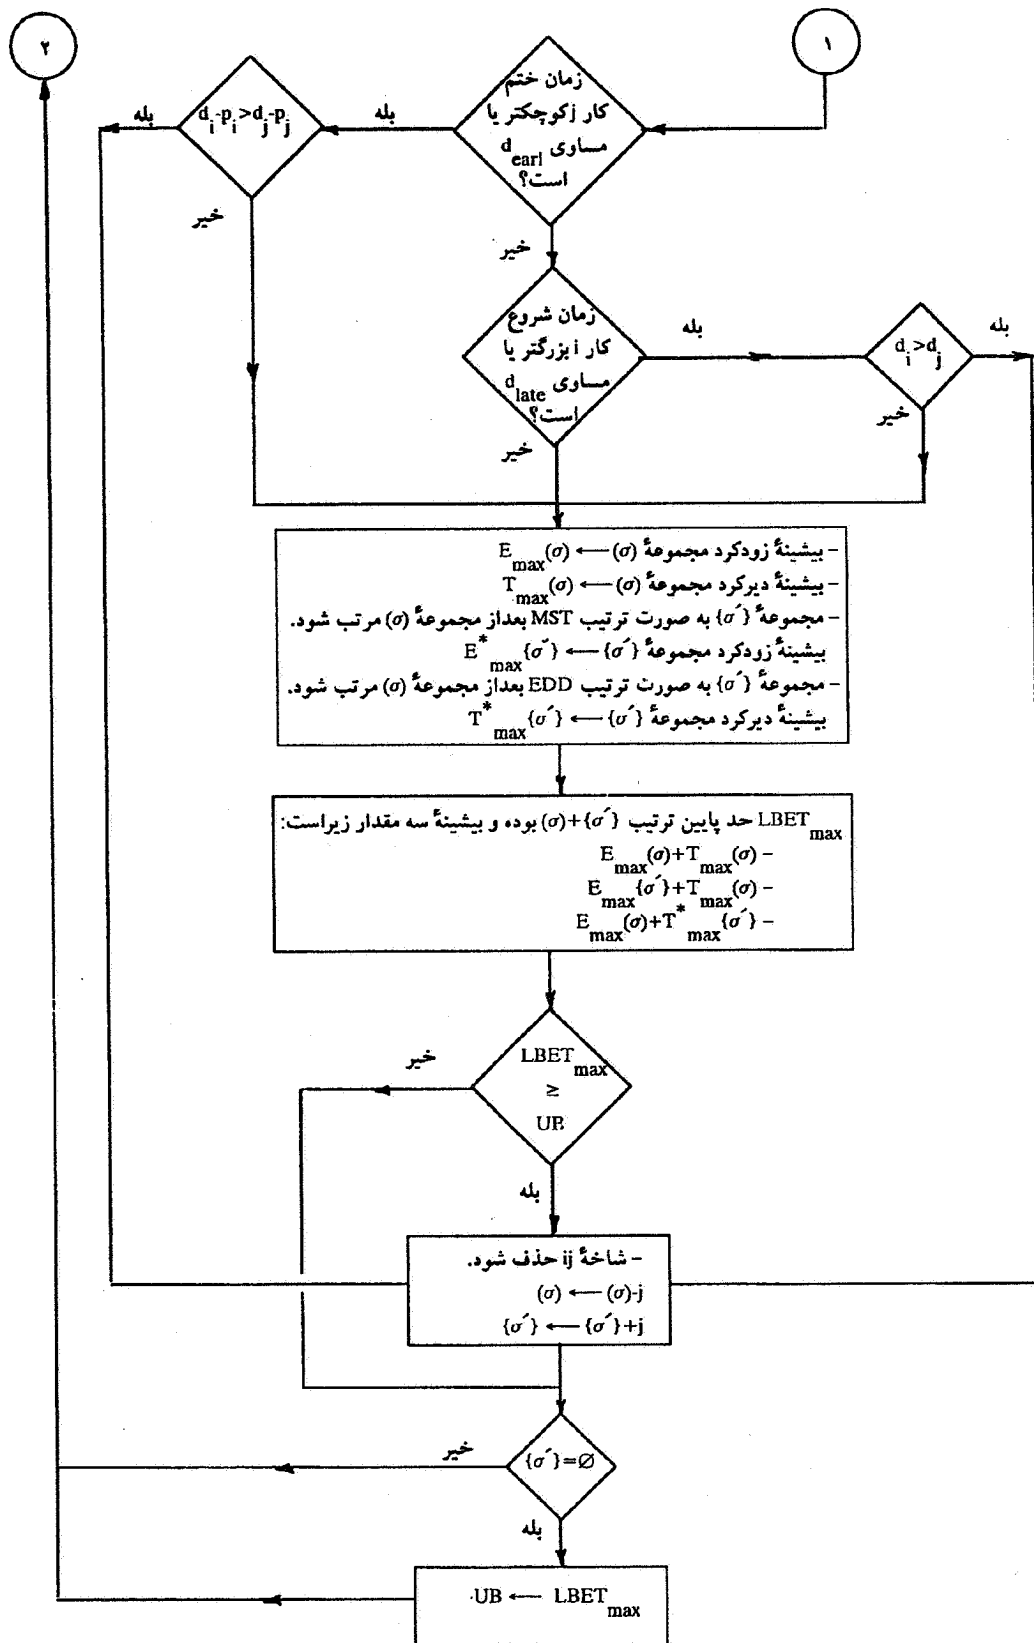 ۱
۲
زمان ختم
کار j کوچکتر یا
مساوی d_earl
است؟
بله
d_i-p_i>d_j-p_j
بله
خیر
خیر
زمان شروع
کار i بزرگتر یا
مساوی d_late
است؟
بله
d_i>d_j
بله
خیر
خیر
- بیشینهٔ زودکرد مجموعهٔ (σ) ⟵ E_max(σ)
- بیشینهٔ دیرکرد مجموعهٔ (σ) ⟵ T_max(σ)
- مجموعهٔ {σ´} به صورت ترتیب MST بعداز مجموعهٔ (σ) مرتب شود.
بیشینهٔ زودکرد مجموعهٔ {σ´} ⟵ E*_max{σ´}
- مجموعهٔ {σ´} به صورت ترتیب EDD بعداز مجموعهٔ (σ) مرتب شود.
بیشینهٔ دیرکرد مجموعهٔ {σ´} ⟵ T*_max{σ´}
LBET_max حد پایین ترتیب (σ)+{σ´} بوده و بیشینهٔ سه مقدار زیراست:
E_max(σ)+T_max(σ) -
E_max{σ´}+T_max(σ) -
E_max(σ)+T*_max{σ´} -
LBET_max
≥
UB
خیر
بله
- شاخهٔ ij حذف شود.
(σ) ⟵ (σ)-j
{σ´} ⟵ {σ´}+j
{σ´}=∅
خیر
بله
UB ⟵ LBET_max